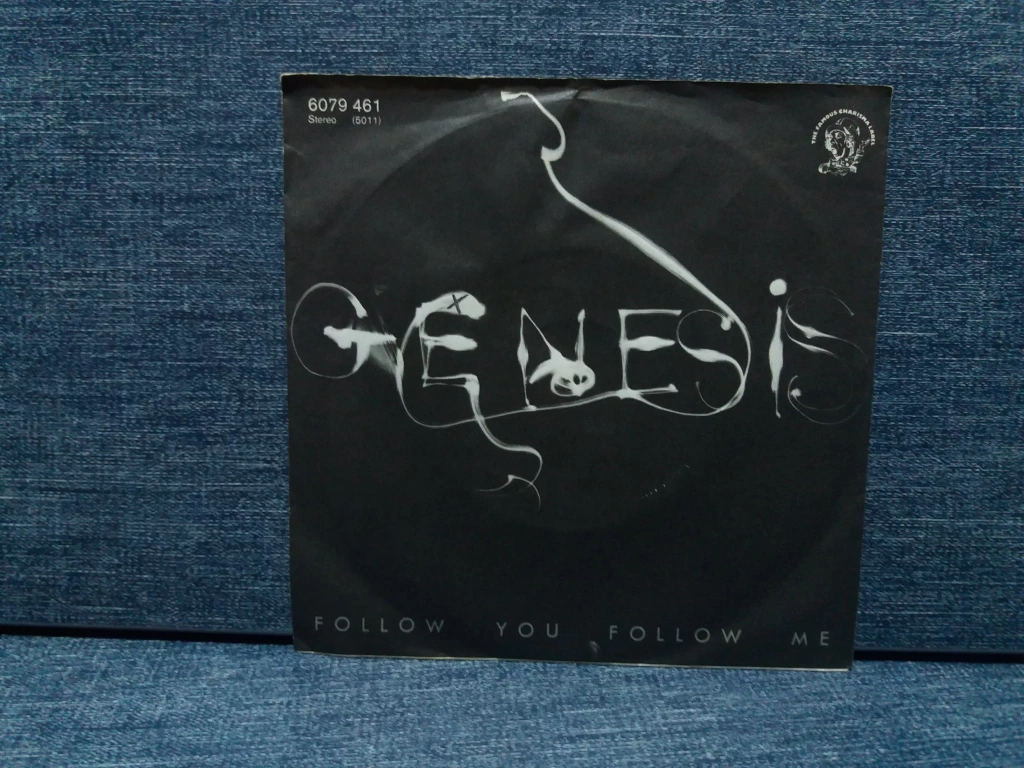 6079 461
Stereo (5011)
THE FAMOUS CHARISMA LABEL
GENESIS
x
FOLLOW YOU FOLLOW ME